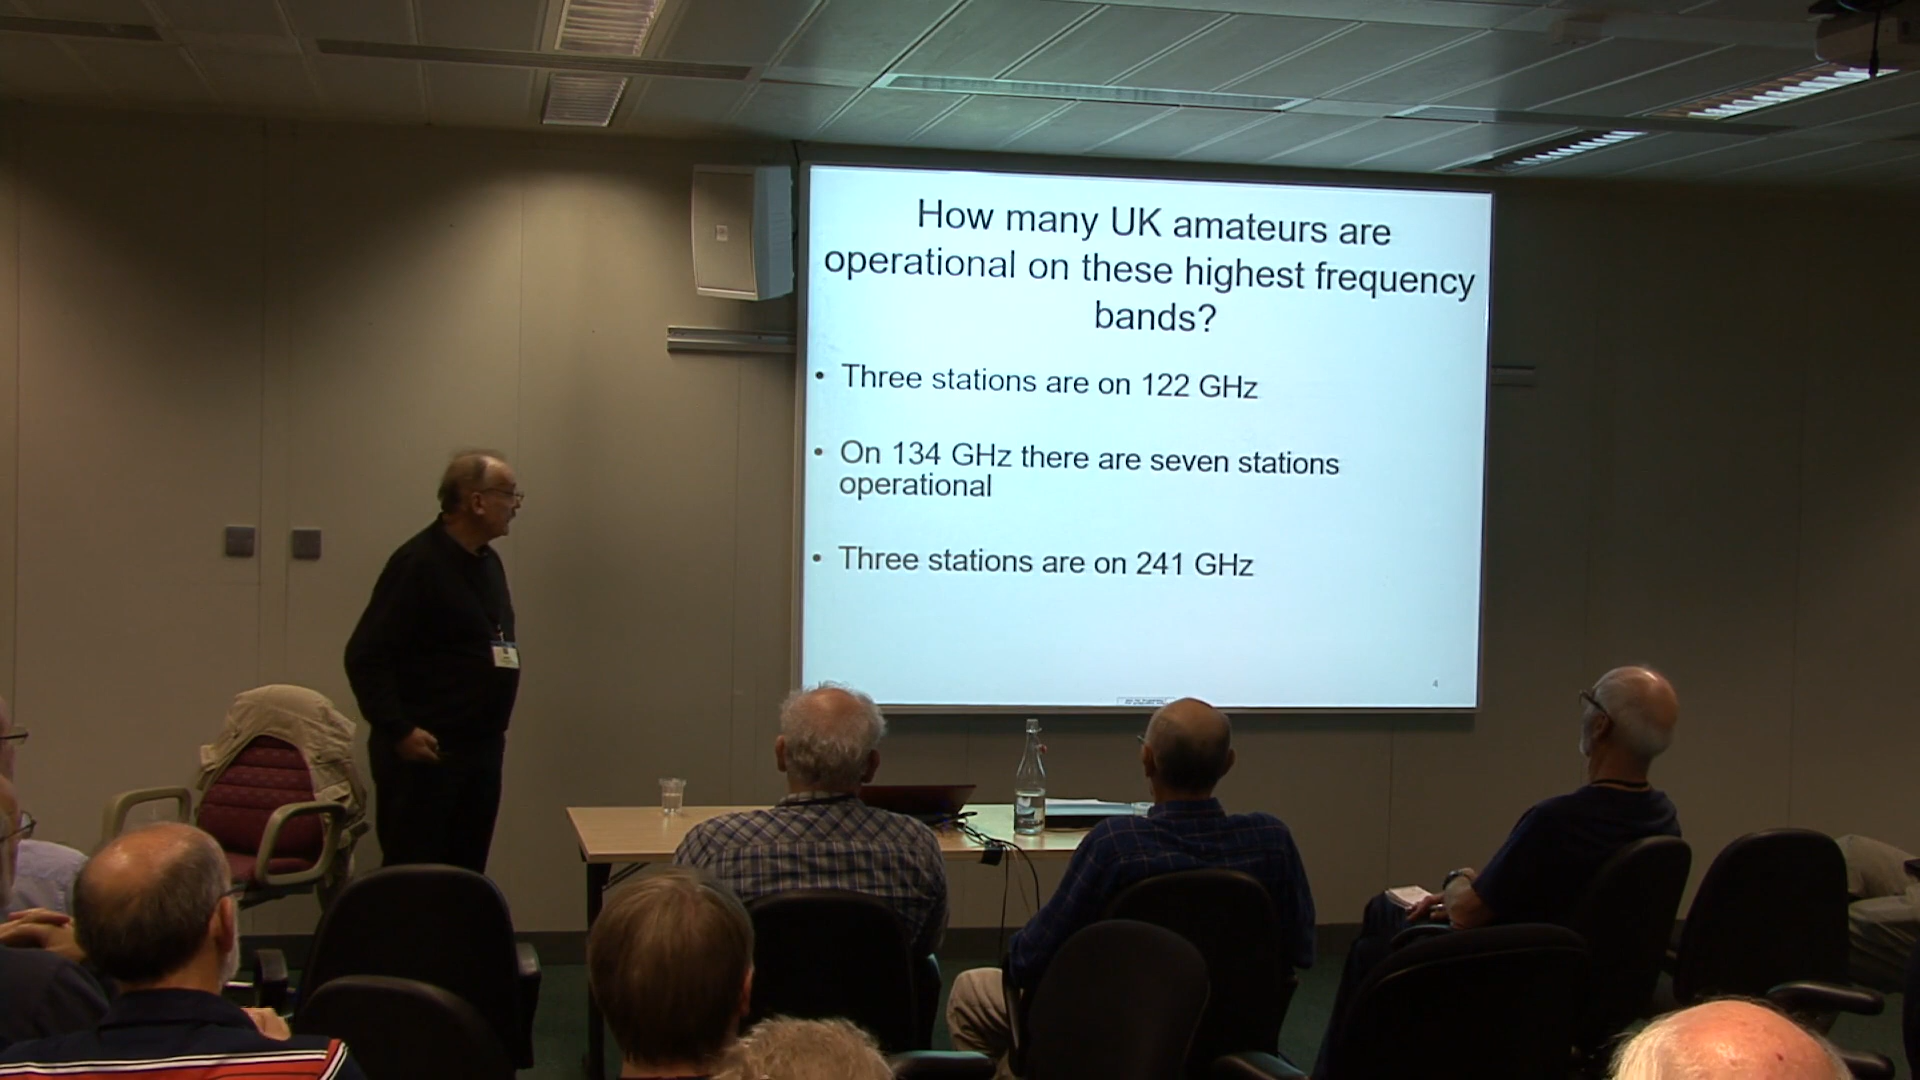 How many UK amateurs are
operational on these highest frequency
bands?
• Three stations are on 122 GHz
• On 134 GHz there are seven stations
operational
• Three stations are on 241 GHz
4